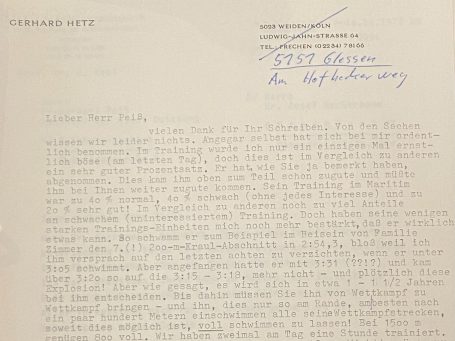 GERHARD HETZ
5023 WEIDEN/KÖLN
LUDWIG-JAHN-STRASSE 64
TEL.: FRECHEN (02234) 78166
5151 Glessen
Am Hofbecker weg
Lieber Herr Peiß,
vielen Dank für Ihr Schreiben. Von den Sachen
wissen wir leider nichts. Angegar selbst hat sich bei mir ordent-
lich benommen. Im Training wurde ich nur ein einziges Mal ernst-
lich böse (am letzten Tag), doch dies ist im Vergleich zu anderen
ein sehr guter Prozentsatz. Er hat wie Sie ja bemerkt haben,
abgenommen. Dies kam ihm oben zum Teil schon zugute und müßte
ihm bei Ihnen weiter zugute kommen. Sein Training im Maritim
war zu 40 % normal, 40 % schwach (ohne jedes Interesse) und zu
20 % sehr gut! Im Vergleich zu anderen noch zu viel Anteile
an schwachem (uninteressiertem) Training. Doch haben seine wenigen
starken Trainings-Einheiten mich noch mehr bestärkt, daß er wirklich
etwas kann. So schwamm er zum Beispiel im Beisein von Familie
Zimmer den 7.(!) 200-m-Kraul-Abschnitt in 2:54,3, bloß weil ich
ihm versprach auf den letzten achten zu verzichten, wenn er unter
3:05 schwimmt. Aber angefangen hatte er mit 3:31 (?!?) und kam
über 3:20 so auf die 3:15 - 3:18, mehr nicht - und plötzlich diese
Explosion! Aber wie gesagt, es wird sich in etwa 1 - 1 1/2 Jahren
bei ihm entscheiden. Bis dahin müssen Sie ihn von Wettkampf zu
Wettkampf bringen - und ihn, dies nur so am Rande, ambesten nach
ein paar hundert Metern einschwimmen alle seineWettkampfstrecken,
soweit dies möglich ist, voll schwimmen zu lassen! Bei 1500 m
genügen 800 voll. Wir haben zweimal am Tag eine Stunde trainiert.